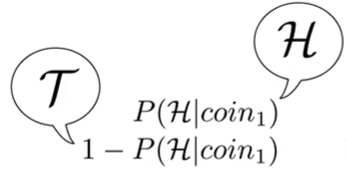 ℋ
𝒯
P(ℋ|coin₁)
1 − P(ℋ|coin₁)